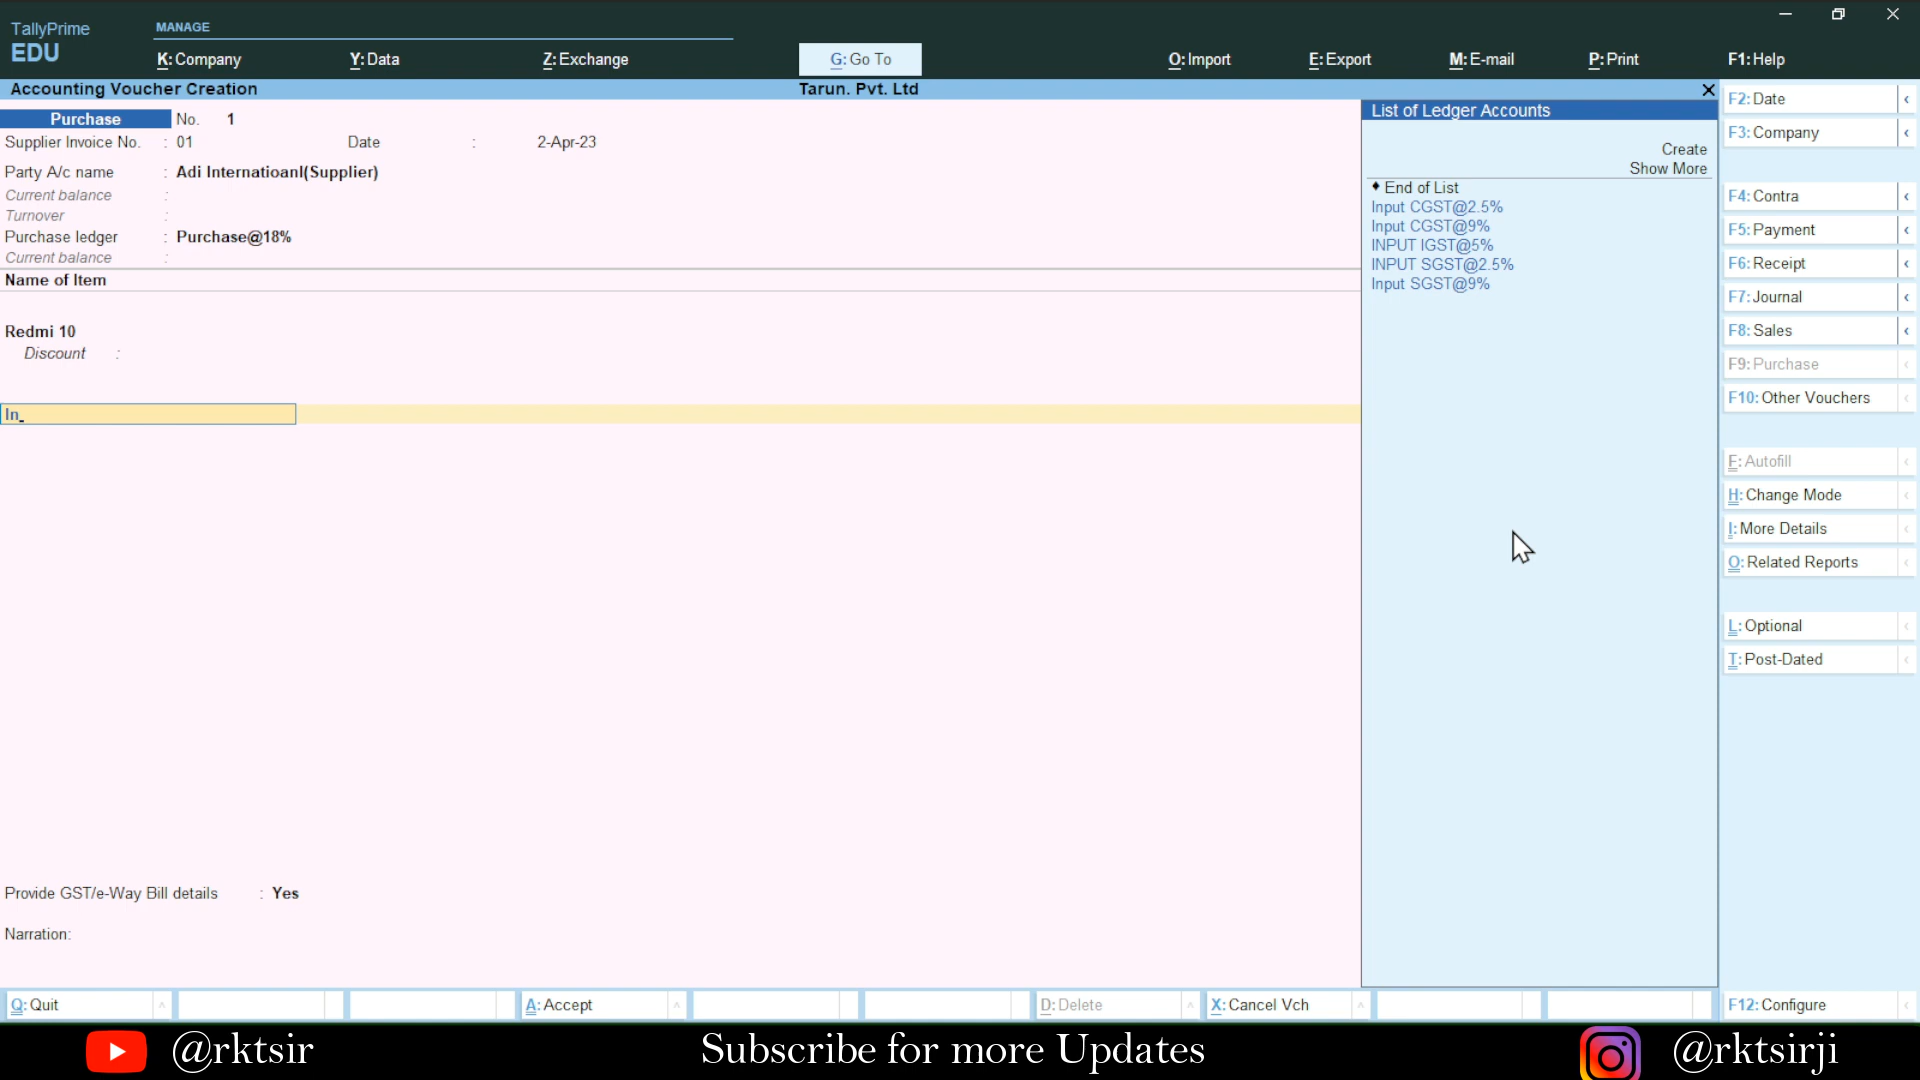 TallyPrime
EDU
MANAGE
K: Company
Y: Data
Z: Exchange
G: Go To
O: Import
E: Export
M: E-mail
P: Print
F1: Help
Accounting Voucher Creation
Tarun. Pvt. Ltd
Purchase No. 1
Supplier Invoice No. : 01 Date : 2-Apr-23
Party A/c name : Adi Internatioanl(Supplier)
Current balance :
Turnover :
Purchase ledger : Purchase@18%
Current balance :
Name of Item
Redmi 10
Discount :
In
Provide GST/e-Way Bill details : Yes
Narration:
List of Ledger Accounts
Create
Show More
♦ End of List
Input CGST@2.5%
Input CGST@9%
INPUT IGST@5%
INPUT SGST@2.5%
Input SGST@9%
F2: Date
F3: Company
F4: Contra
F5: Payment
F6: Receipt
F7: Journal
F8: Sales
F9: Purchase
F10: Other Vouchers
F: Autofill
H: Change Mode
I: More Details
O: Related Reports
L: Optional
T: Post-Dated
Q: Quit
A: Accept
D: Delete
X: Cancel Vch
F12: Configure
@rktsir
Subscribe for more Updates
@rktsirji